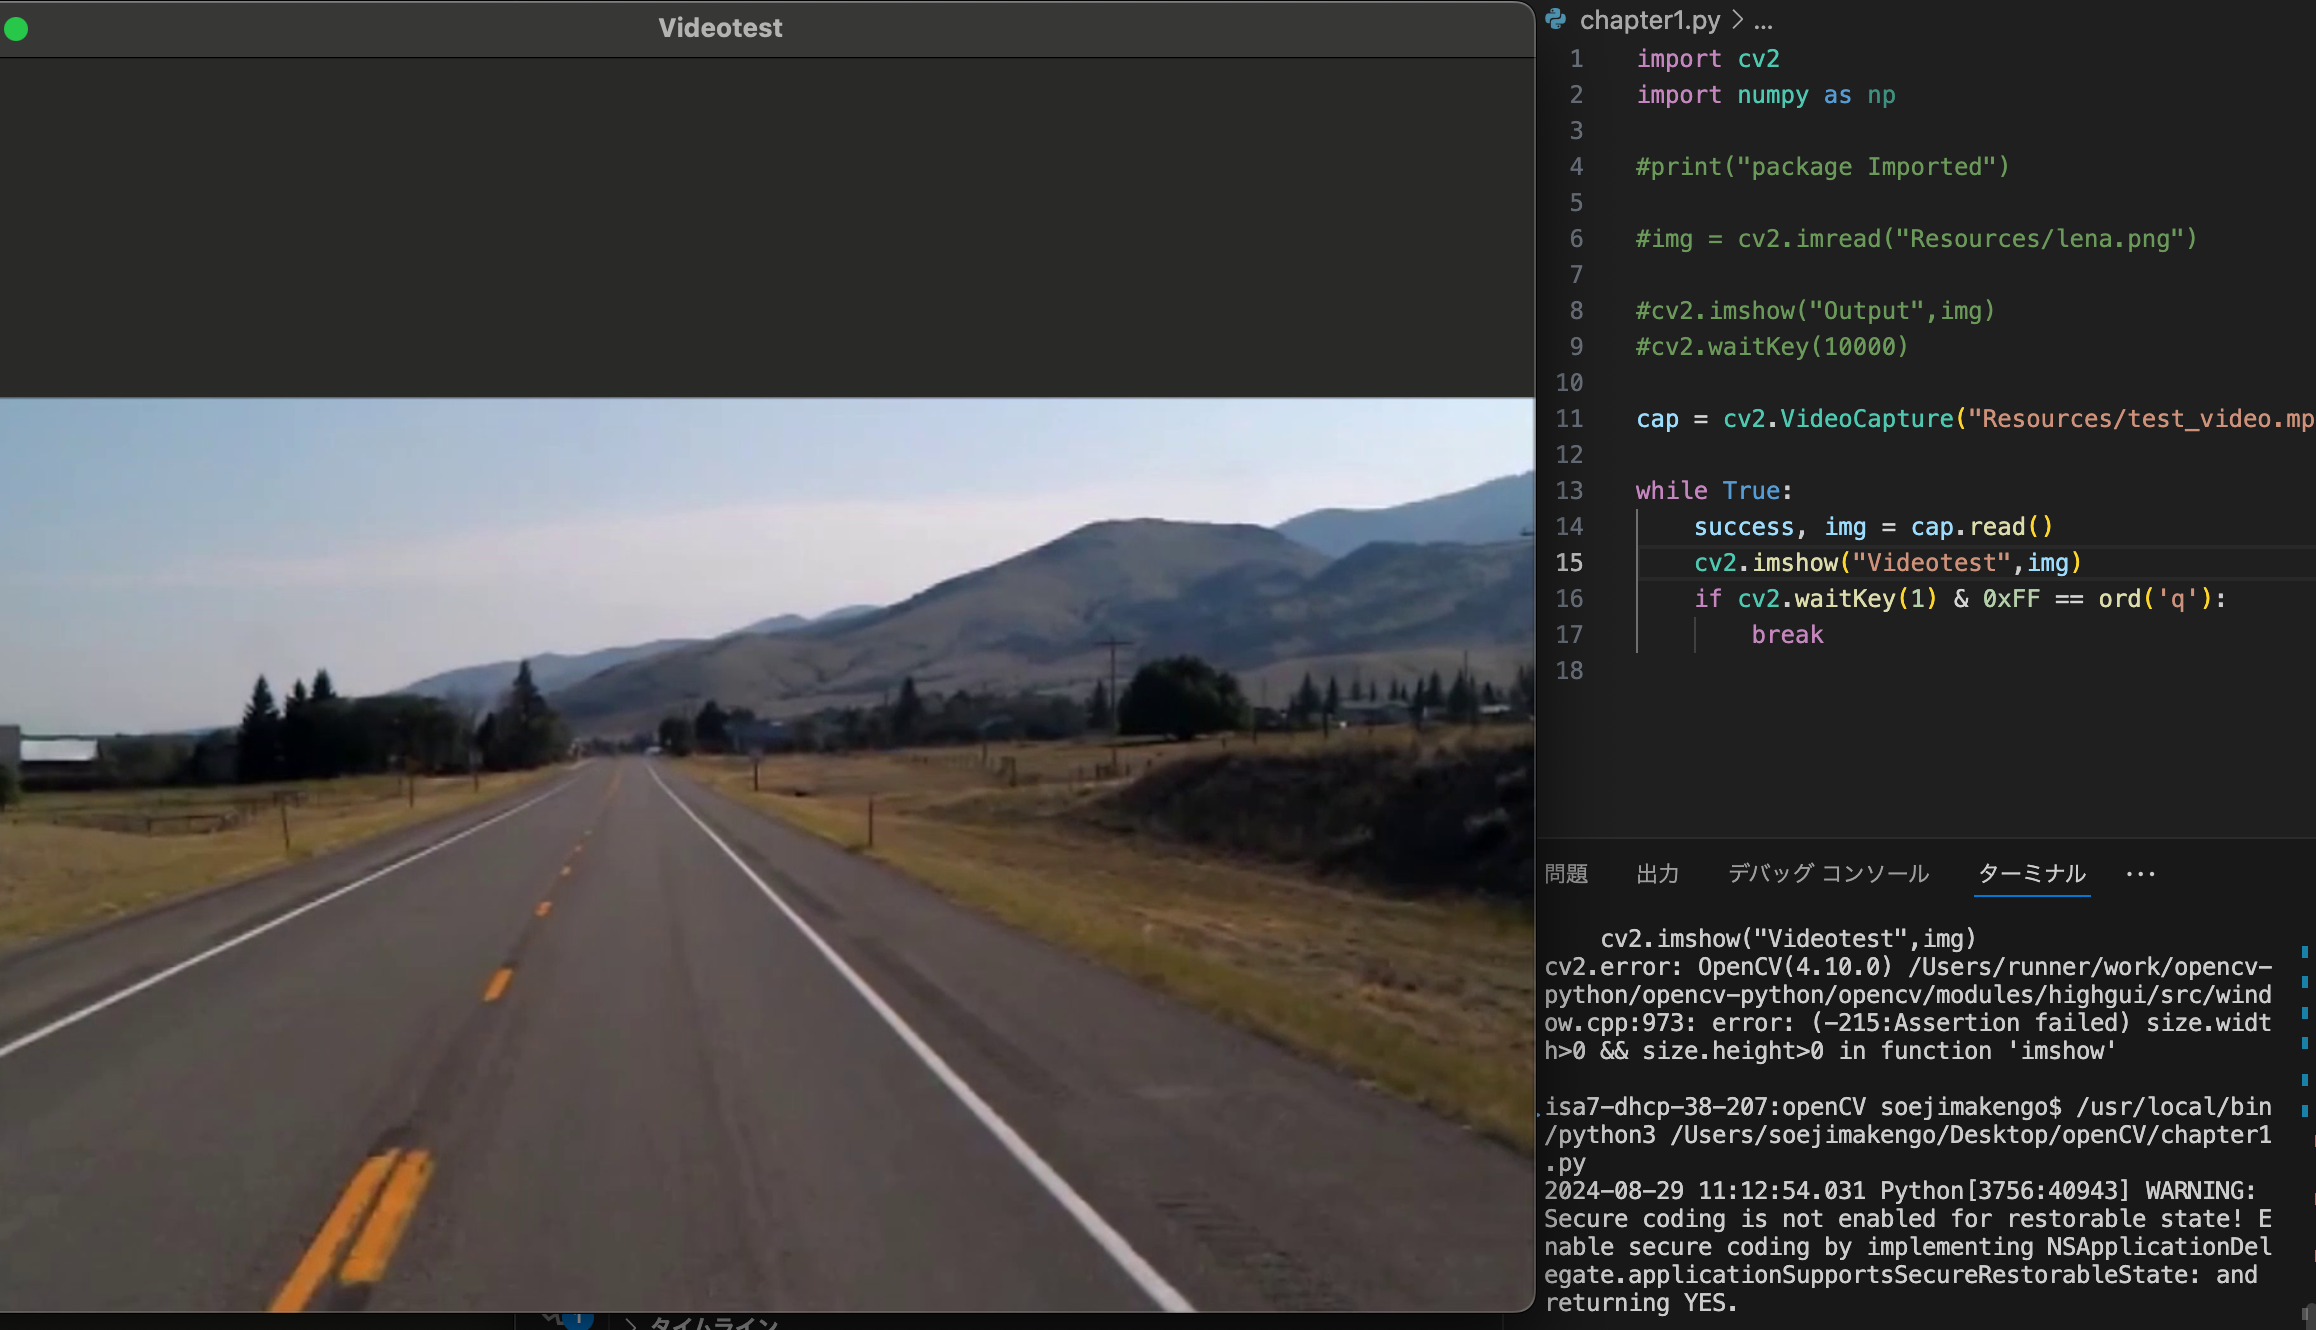 Videotest
chapter1.py > ...
1 import cv2
2 import numpy as np
3
4 #print("package Imported")
5
6 #img = cv2.imread("Resources/lena.png")
7
8 #cv2.imshow("Output",img)
9 #cv2.waitKey(10000)
10
11 cap = cv2.VideoCapture("Resources/test_video.mp
12
13 while True:
14     success, img = cap.read()
15     cv2.imshow("Videotest",img)
16     if cv2.waitKey(1) & 0xFF == ord('q'):
17         break
18
問題 出力 デバッグ コンソール ターミナル ...
    cv2.imshow("Videotest",img)
cv2.error: OpenCV(4.10.0) /Users/runner/work/opencv-
python/opencv-python/opencv/modules/highgui/src/wind
ow.cpp:973: error: (-215:Assertion failed) size.widt
h>0 && size.height>0 in function 'imshow'
isa7-dhcp-38-207:openCV soejimakengo$ /usr/local/bin
/python3 /Users/soejimakengo/Desktop/openCV/chapter1
.py
2024-08-29 11:12:54.031 Python[3756:40943] WARNING:
Secure coding is not enabled for restorable state! E
nable secure coding by implementing NSApplicationDel
egate.applicationSupportsSecureRestorableState: and
returning YES.
1 > タイムライン